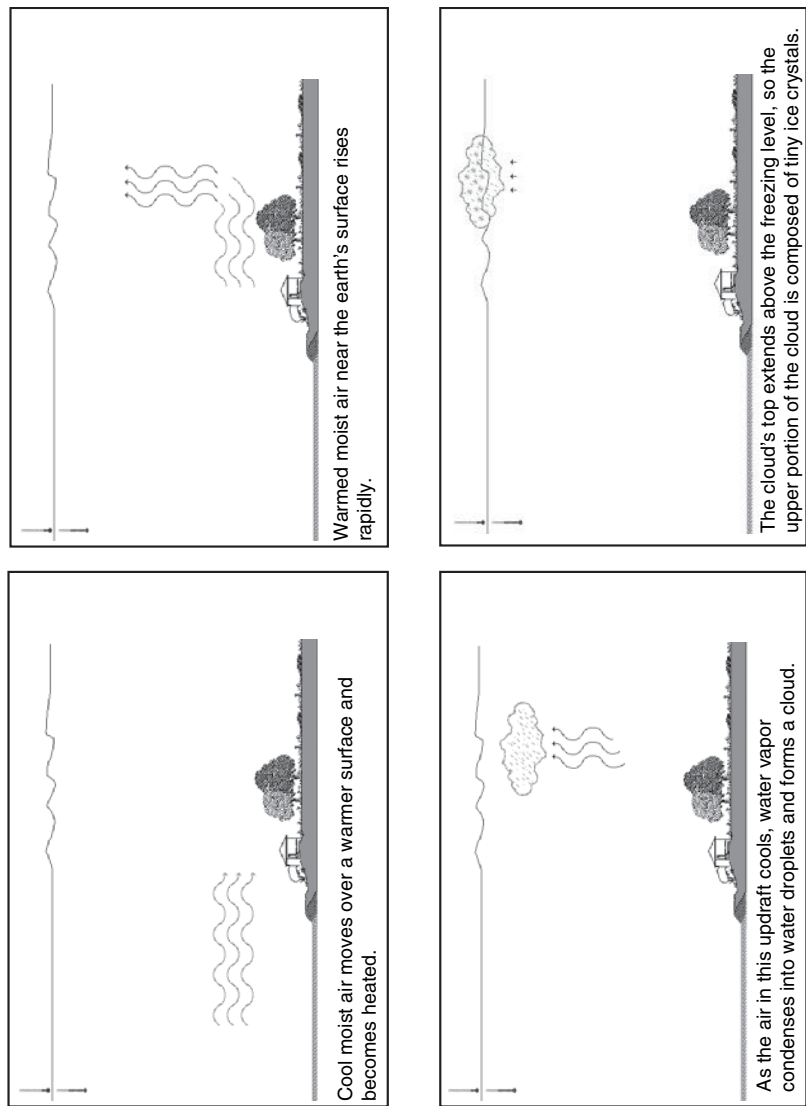 Cool moist air moves over a warmer surface and
becomes heated.
Warmed moist air near the earth's surface rises
rapidly.
As the air in this updraft cools, water vapor
condenses into water droplets and forms a cloud.
The cloud's top extends above the freezing level, so the
upper portion of the cloud is composed of tiny ice crystals.